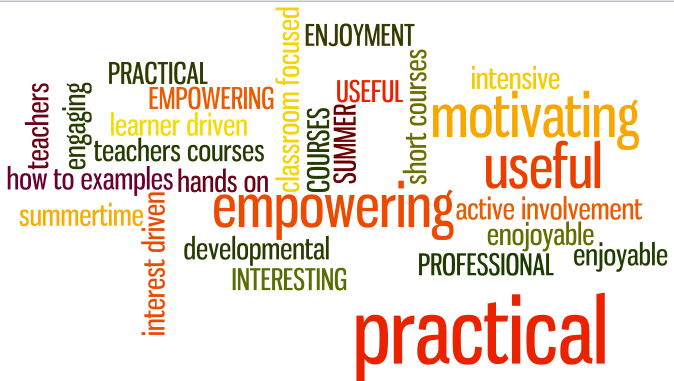 classroom focused
ENJOYMENT
PRACTICAL
EMPOWERING
USEFUL
short courses
intensive
motivating
teachers
engaging
learner driven
COURSES
SUMMER
teachers courses
useful
how to examples
hands on
empowering
active involvement
summertime
interest driven
developmental
enojoyable
enjoyable
INTERESTING
PROFESSIONAL
practical